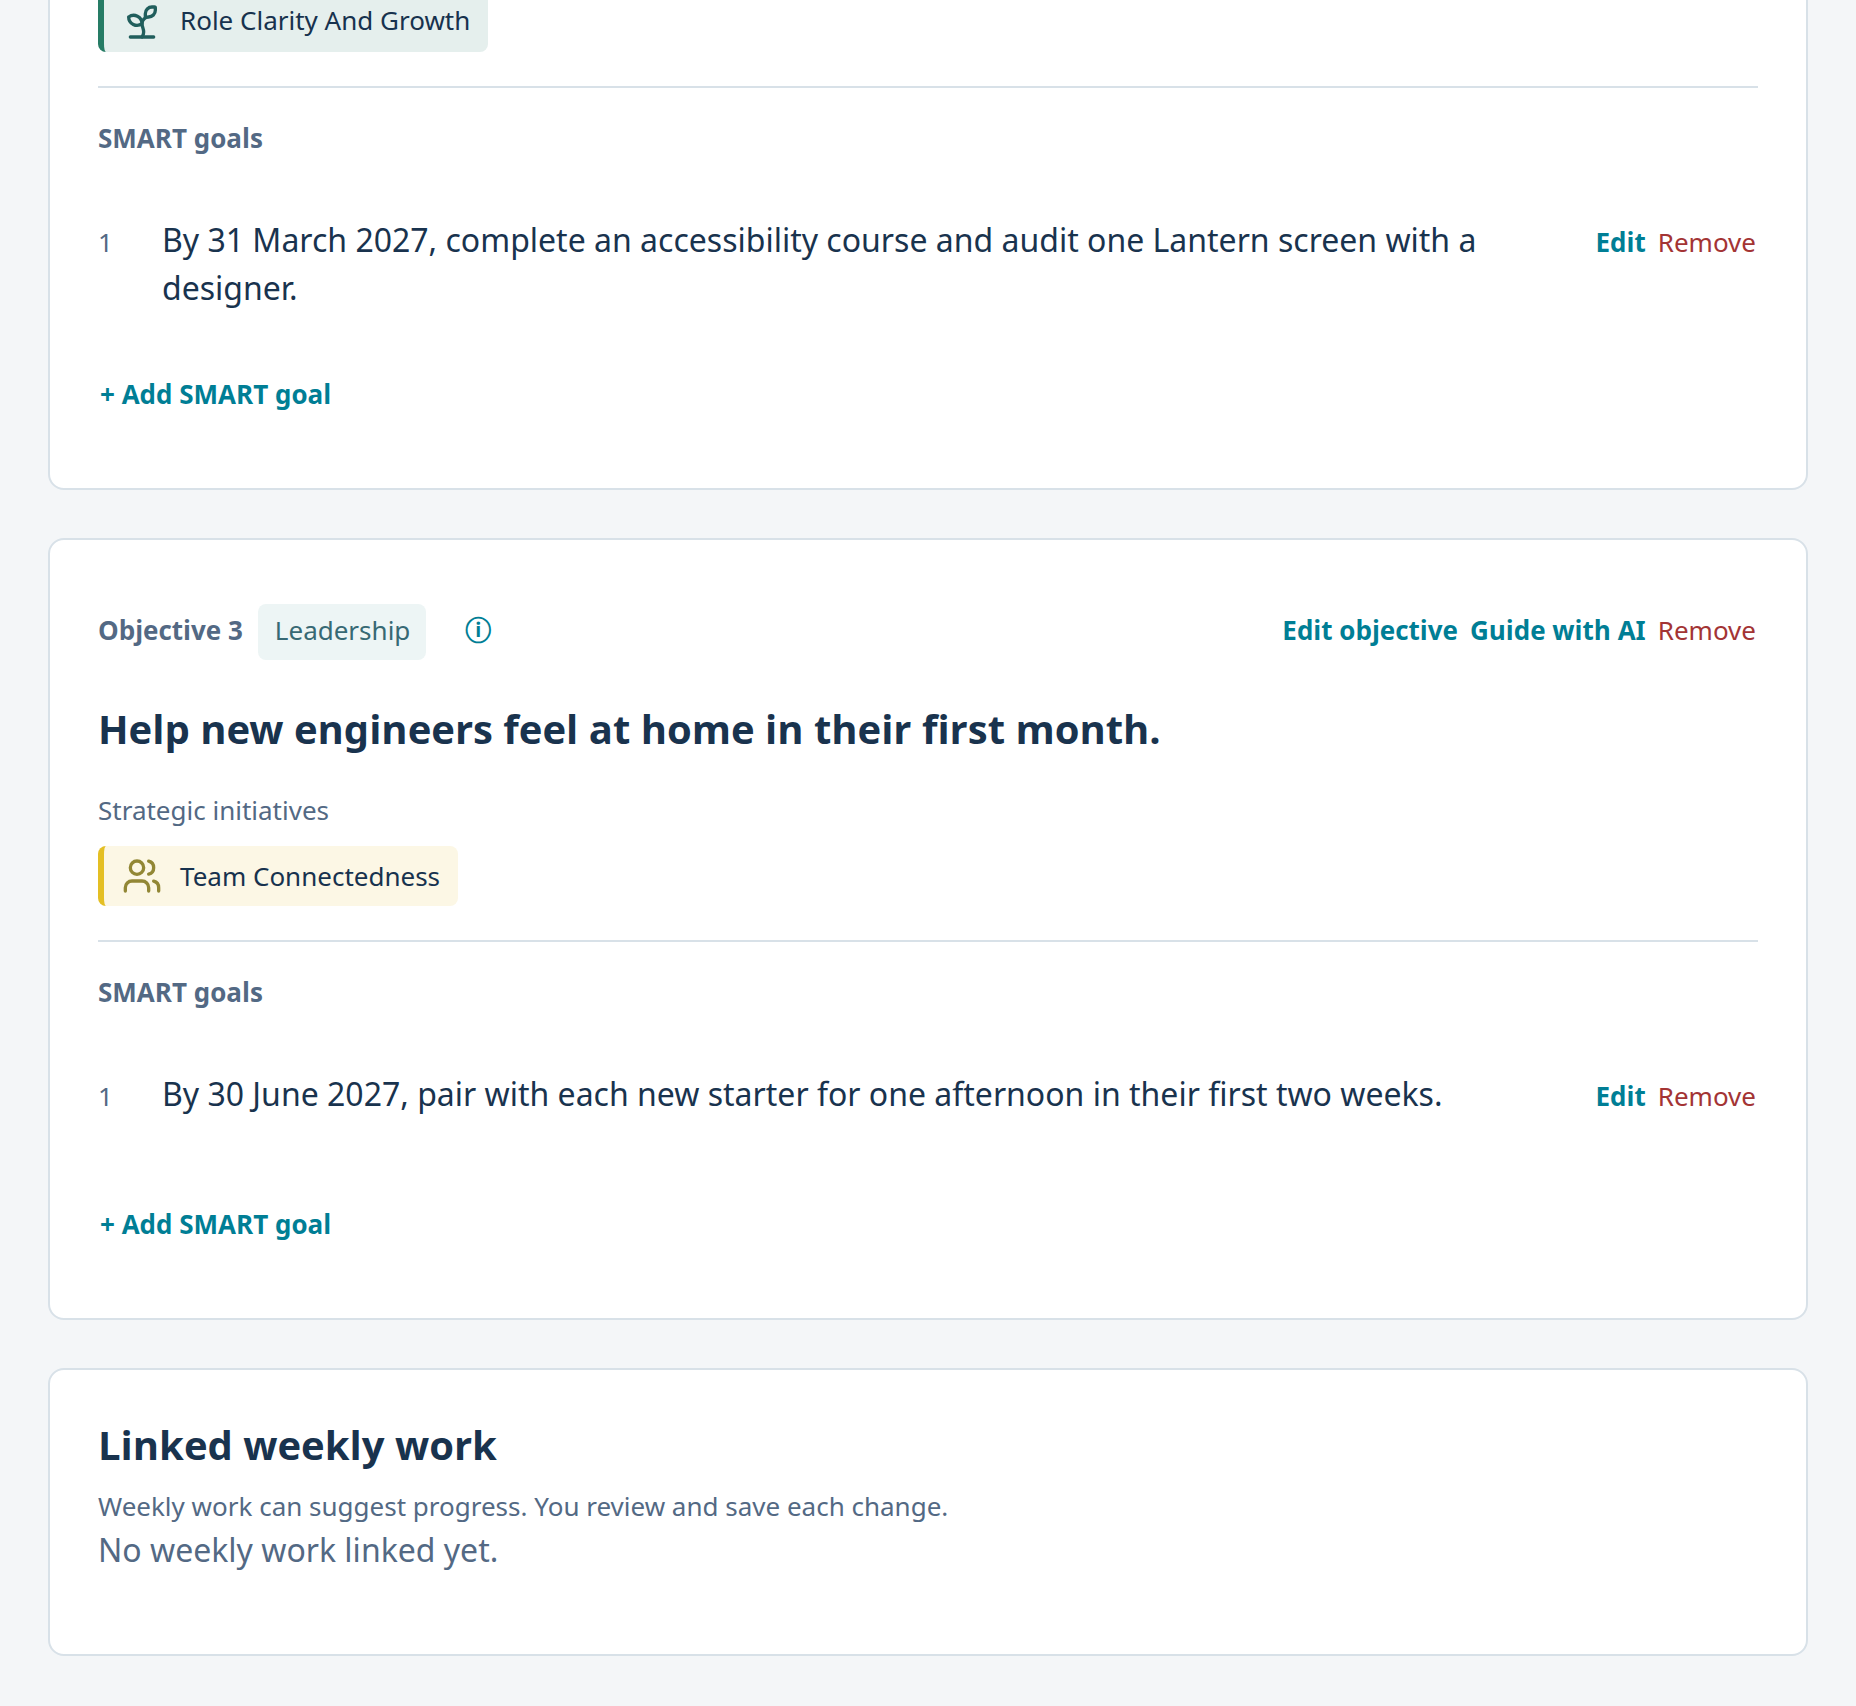 Role Clarity And Growth
SMART goals
1 By 31 March 2027, complete an accessibility course and audit one Lantern screen with a Edit Remove
designer.
+ Add SMART goal
Objective 3 Leadership Edit objective Guide with AI Remove
Help new engineers feel at home in their first month.
Strategic initiatives
Team Connectedness
SMART goals
1 By 30 June 2027, pair with each new starter for one afternoon in their first two weeks. Edit Remove
+ Add SMART goal
Linked weekly work
Weekly work can suggest progress. You review and save each change.
No weekly work linked yet.